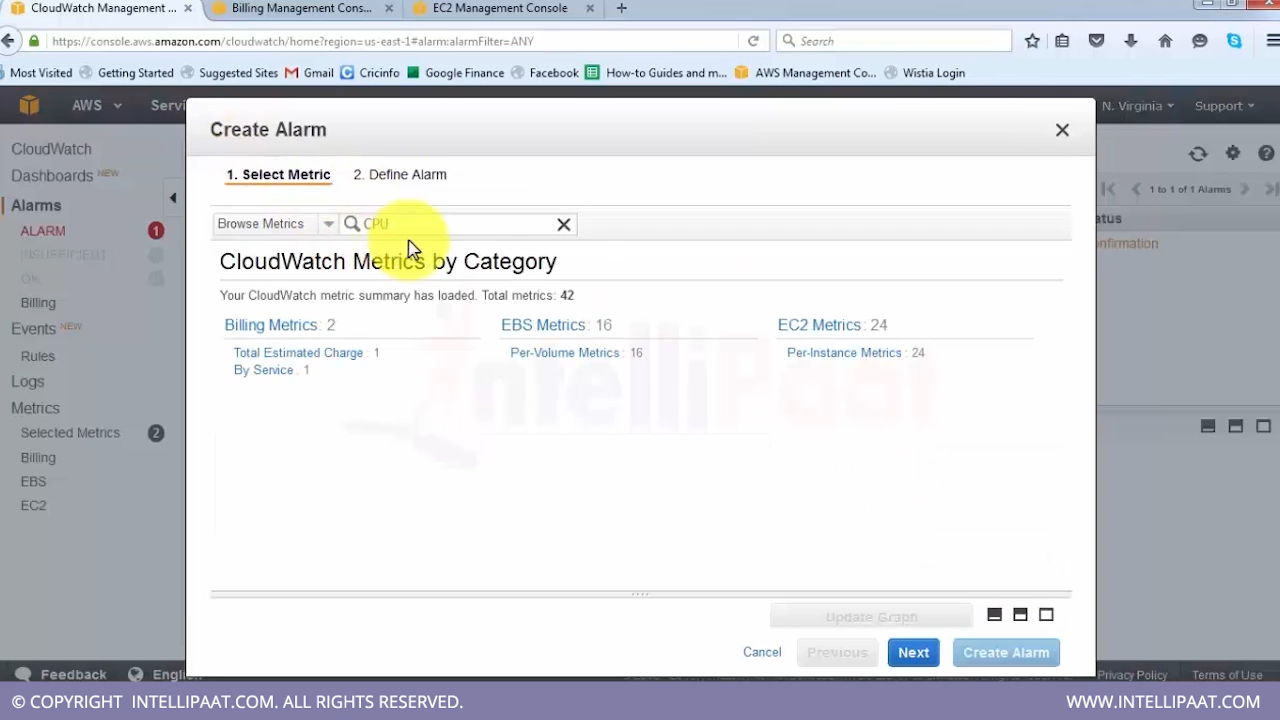 CloudWatch Management ...
Billing Management Cons...
EC2 Management Console
https://console.aws.amazon.com/cloudwatch/home?region=us-east-1#alarm:alarmFilter=ANY
Search
Most Visited
Getting Started
Suggested Sites
Gmail
Cricinfo
Google Finance
Facebook
How-to Guides and m...
AWS Management Co...
Wistia Login
AWS
Servi
N. Virginia
Support
CloudWatch
Dashboards NEW
Alarms
ALARM 1
INSUFFICIENT
OK
Billing
Events NEW
Rules
Logs
Metrics
Selected Metrics 2
Billing
EBS
EC2
Create Alarm
1. Select Metric
2. Define Alarm
Browse Metrics
CPU
CloudWatch Metrics by Category
Your CloudWatch metric summary has loaded. Total metrics: 42
Billing Metrics : 2
Total Estimated Charge : 1
By Service : 1
EBS Metrics : 16
Per-Volume Metrics : 16
EC2 Metrics : 24
Per-Instance Metrics : 24
IntelliPaat
Update Graph
Cancel
Previous
Next
Create Alarm
1 to 1 of 1 Alarms
atus
onfirmation
Feedback
Englis
Privacy Policy
Terms of Use
© COPYRIGHT INTELLIPAAT.COM. ALL RIGHTS RESERVED.
WWW.INTELLIPAAT.COM